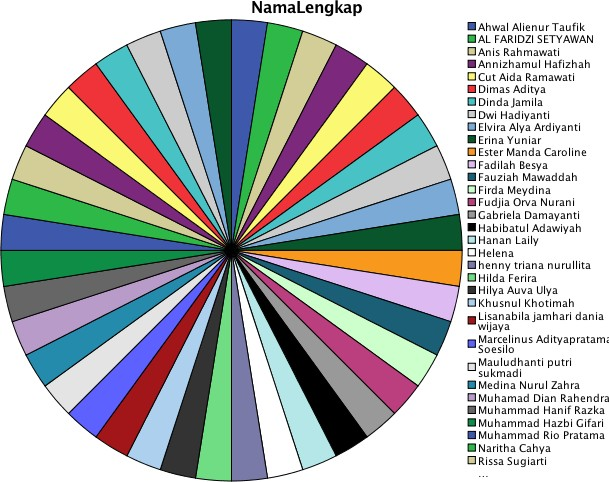 NamaLengkap
Ahwal Alienur Taufik
AL FARIDZI SETYAWAN
Anis Rahmawati
Annizhamul Hafizhah
Cut Aida Ramawati
Dimas Aditya
Dinda Jamila
Dwi Hadiyanti
Elvira Alya Ardiyanti
Erina Yuniar
Ester Manda Caroline
Fadilah Besya
Fauziah Mawaddah
Firda Meydina
Fudjia Orva Nurani
Gabriela Damayanti
Habibatul Adawiyah
Hanan Laily
Helena
henny triana nurullita
Hilda Ferira
Hilya Auva Ulya
Khusnul Khotimah
Lisanabila jamhari dania
wijaya
Marcelinus Adityapratama
Soesilo
Mauludhanti putri
sukmadi
Medina Nurul Zahra
Muhamad Dian Rahendra
Muhammad Hanif Razka
Muhammad Hazbi Gifari
Muhammad Rio Pratama
Naritha Cahya
Rissa Sugiarti
...